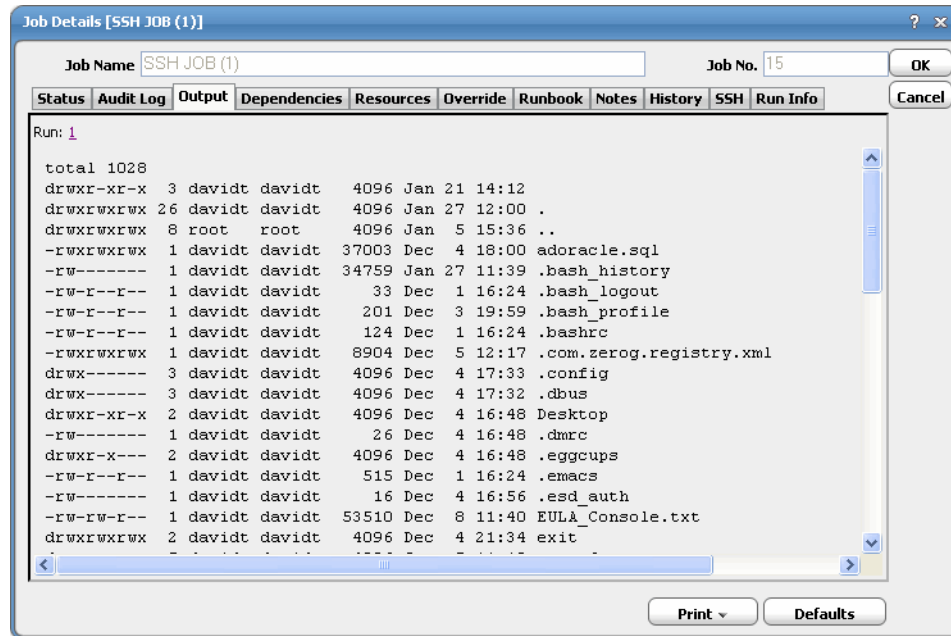 Job Details [SSH JOB (1)]
? x
Job Name SSH JOB (1) Job No. 15 OK
Status Audit Log Output Dependencies Resources Override Runbook Notes History SSH Run Info Cancel
Run: 1
total 1028
drwxr-xr-x 3 davidt davidt 4096 Jan 21 14:12
drwxrwxrwx 26 davidt davidt 4096 Jan 27 12:00 .
drwxrwxrwx 8 root root 4096 Jan 5 15:36 ..
-rwxrwxrwx 1 davidt davidt 37003 Dec 4 18:00 adoracle.sql
-rw------- 1 davidt davidt 34759 Jan 27 11:39 .bash_history
-rw-r--r-- 1 davidt davidt 33 Dec 1 16:24 .bash_logout
-rw-r--r-- 1 davidt davidt 201 Dec 3 19:59 .bash_profile
-rw-r--r-- 1 davidt davidt 124 Dec 1 16:24 .bashrc
-rwxrwxrwx 1 davidt davidt 8904 Dec 5 12:17 .com.zerog.registry.xml
drwx------ 3 davidt davidt 4096 Dec 4 17:33 .config
drwx------ 3 davidt davidt 4096 Dec 4 17:32 .dbus
drwxr-xr-x 2 davidt davidt 4096 Dec 4 16:48 Desktop
-rw------- 1 davidt davidt 26 Dec 4 16:48 .dmrc
drwxr-x--- 2 davidt davidt 4096 Dec 4 16:48 .eggcups
-rw-r--r-- 1 davidt davidt 515 Dec 1 16:24 .emacs
-rw------- 1 davidt davidt 16 Dec 4 16:56 .esd_auth
-rw-rw-r-- 1 davidt davidt 53510 Dec 8 11:40 EULA_Console.txt
drwxrwxrwx 2 davidt davidt 4096 Dec 4 21:34 exit
Print Defaults